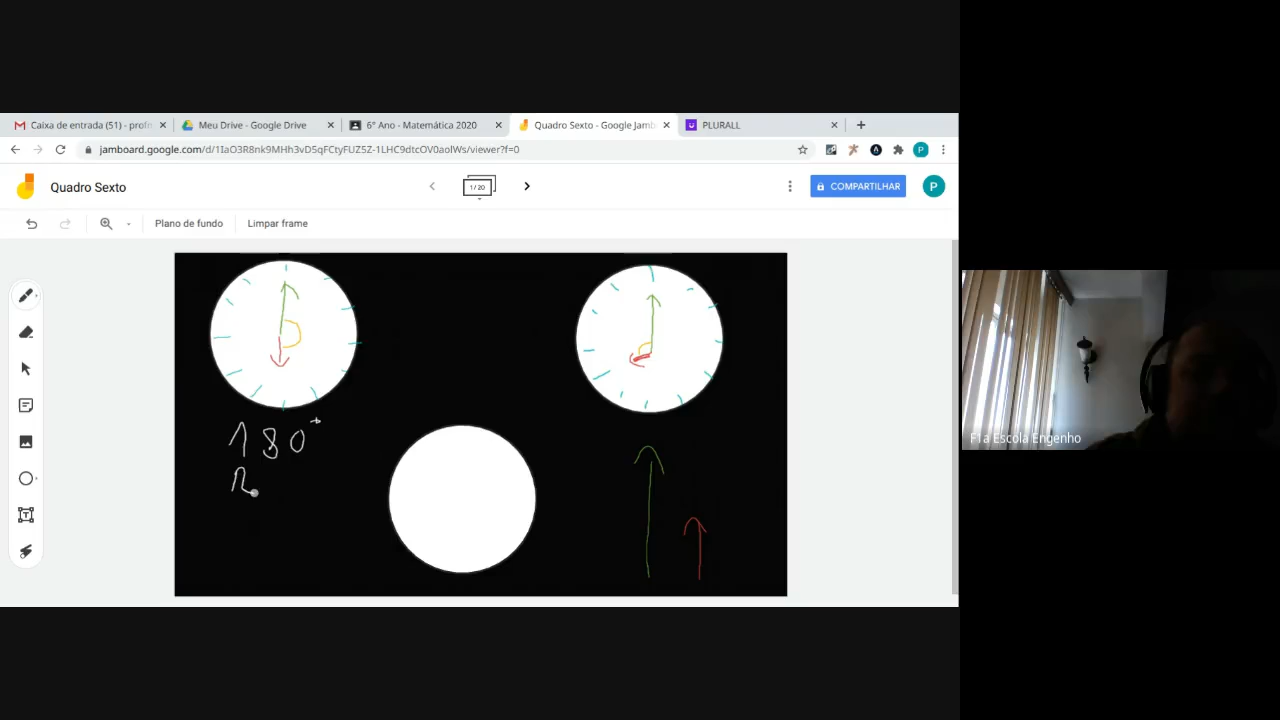 Caixa de entrada (51) - profn
Meu Drive - Google Drive
6° Ano - Matemática 2020
Quadro Sexto - Google Jamb
PLURALL
jamboard.google.com/d/1IaO3R8nk9MHh3vD5qFCtyFUZ5Z-1LHC9dtcOV0aolWs/viewer?f=0
P
Quadro Sexto
1/20
COMPARTILHAR
P
Plano de fundo
Limpar frame
180°
F1a Escola Engenho